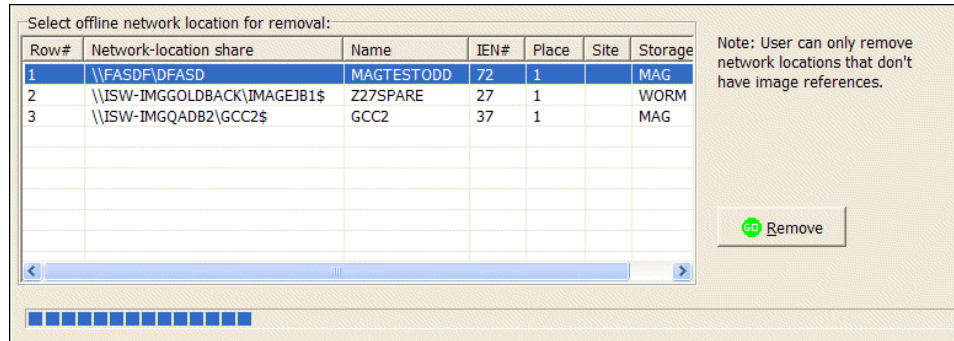 Select offline network location for removal:
Row# Network-location share Name IEN# Place Site Storage
1 \\FASDF\DFASD MAGTESTODD 72 1 MAG
2 \\ISW-IMGGOLDBACK\IMAGEJB1$ Z27SPARE 27 1 WORM
3 \\ISW-IMGQADB2\GCC2$ GCC2 37 1 MAG
Note: User can only remove
network locations that don't
have image references.
GO Remove